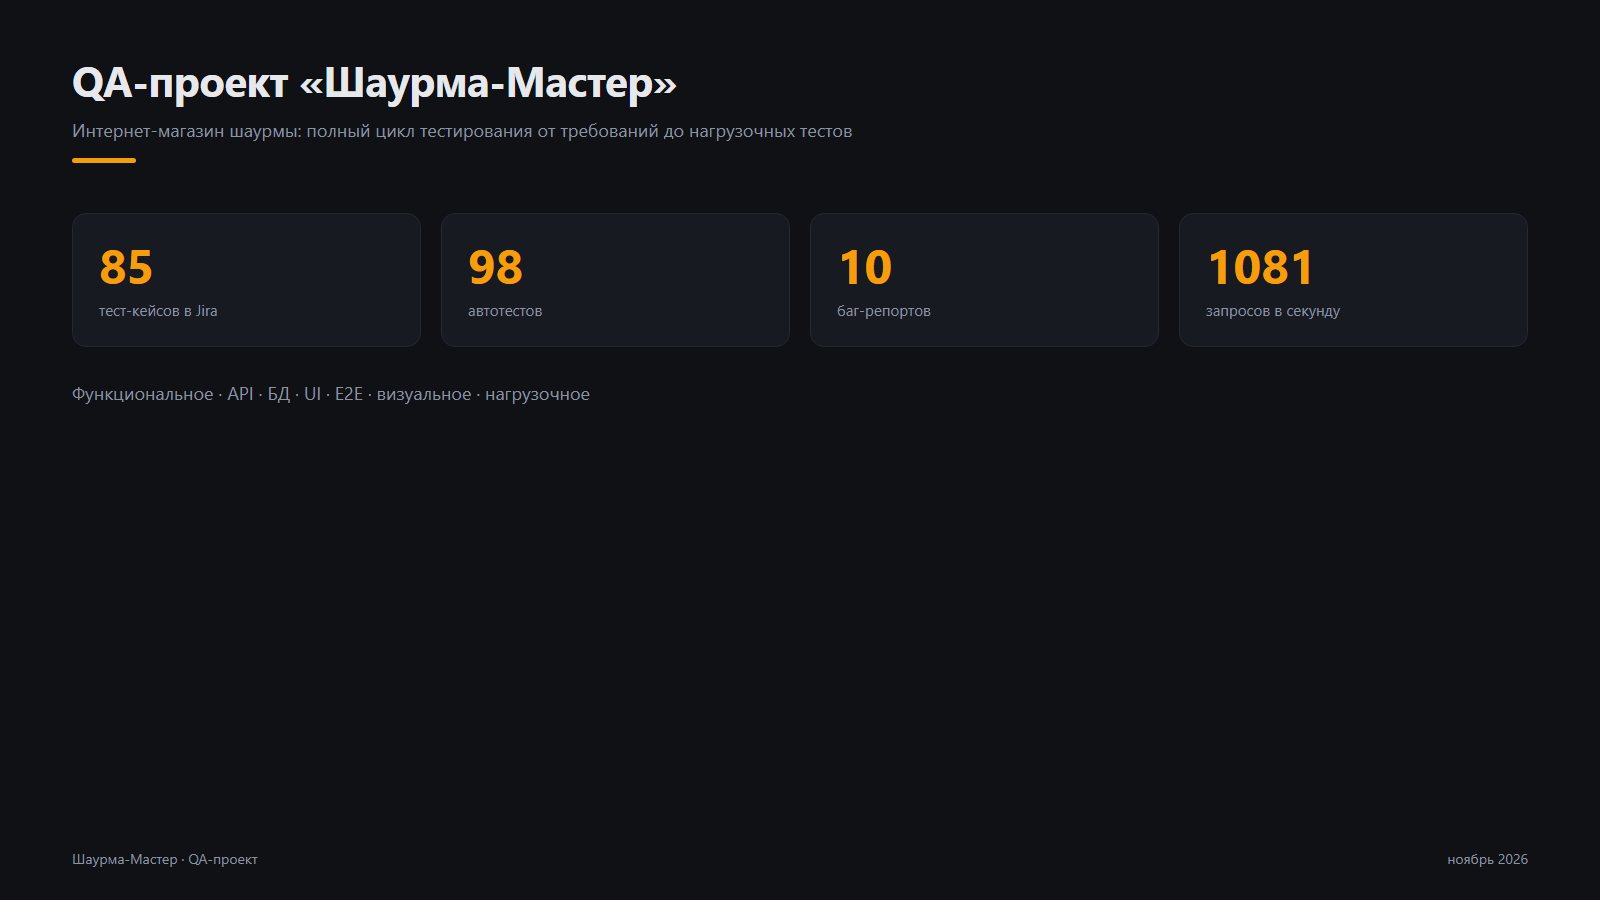 QA-проект «Шаурма-Мастер»
Интернет-магазин шаурмы: полный цикл тестирования от требований до нагрузочных тестов
85
тест-кейсов в Jira
98
автотестов
10
баг-репортов
1081
запросов в секунду
Функциональное · API · БД · UI · E2E · визуальное · нагрузочное
Шаурма-Мастер · QA-проект
ноябрь 2026